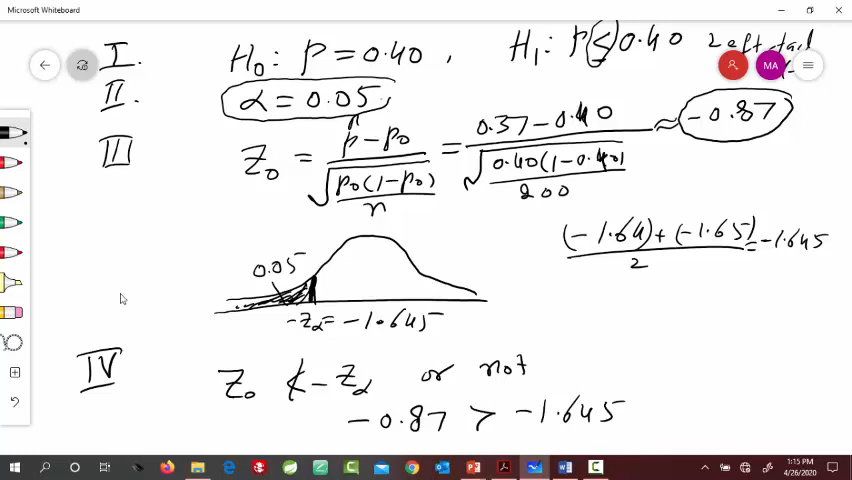 Microsoft Whiteboard
I. H₀: p = 0.40 , H₁: p < 0.40 Left-tail
II. α = 0.05
MA
III Z₀ = (p̂ - p₀) / √(p₀(1-p₀)/n) = (0.37 - 0.40) / √(0.40(1-0.40)/200) ≈ -0.87
((-1.64) + (-1.65)) / 2 = -1.645
0.05
-Zα = -1.645
IV Z₀ ≮ -Zα or not
-0.87 > -1.645
1:15 PM
4/26/2020